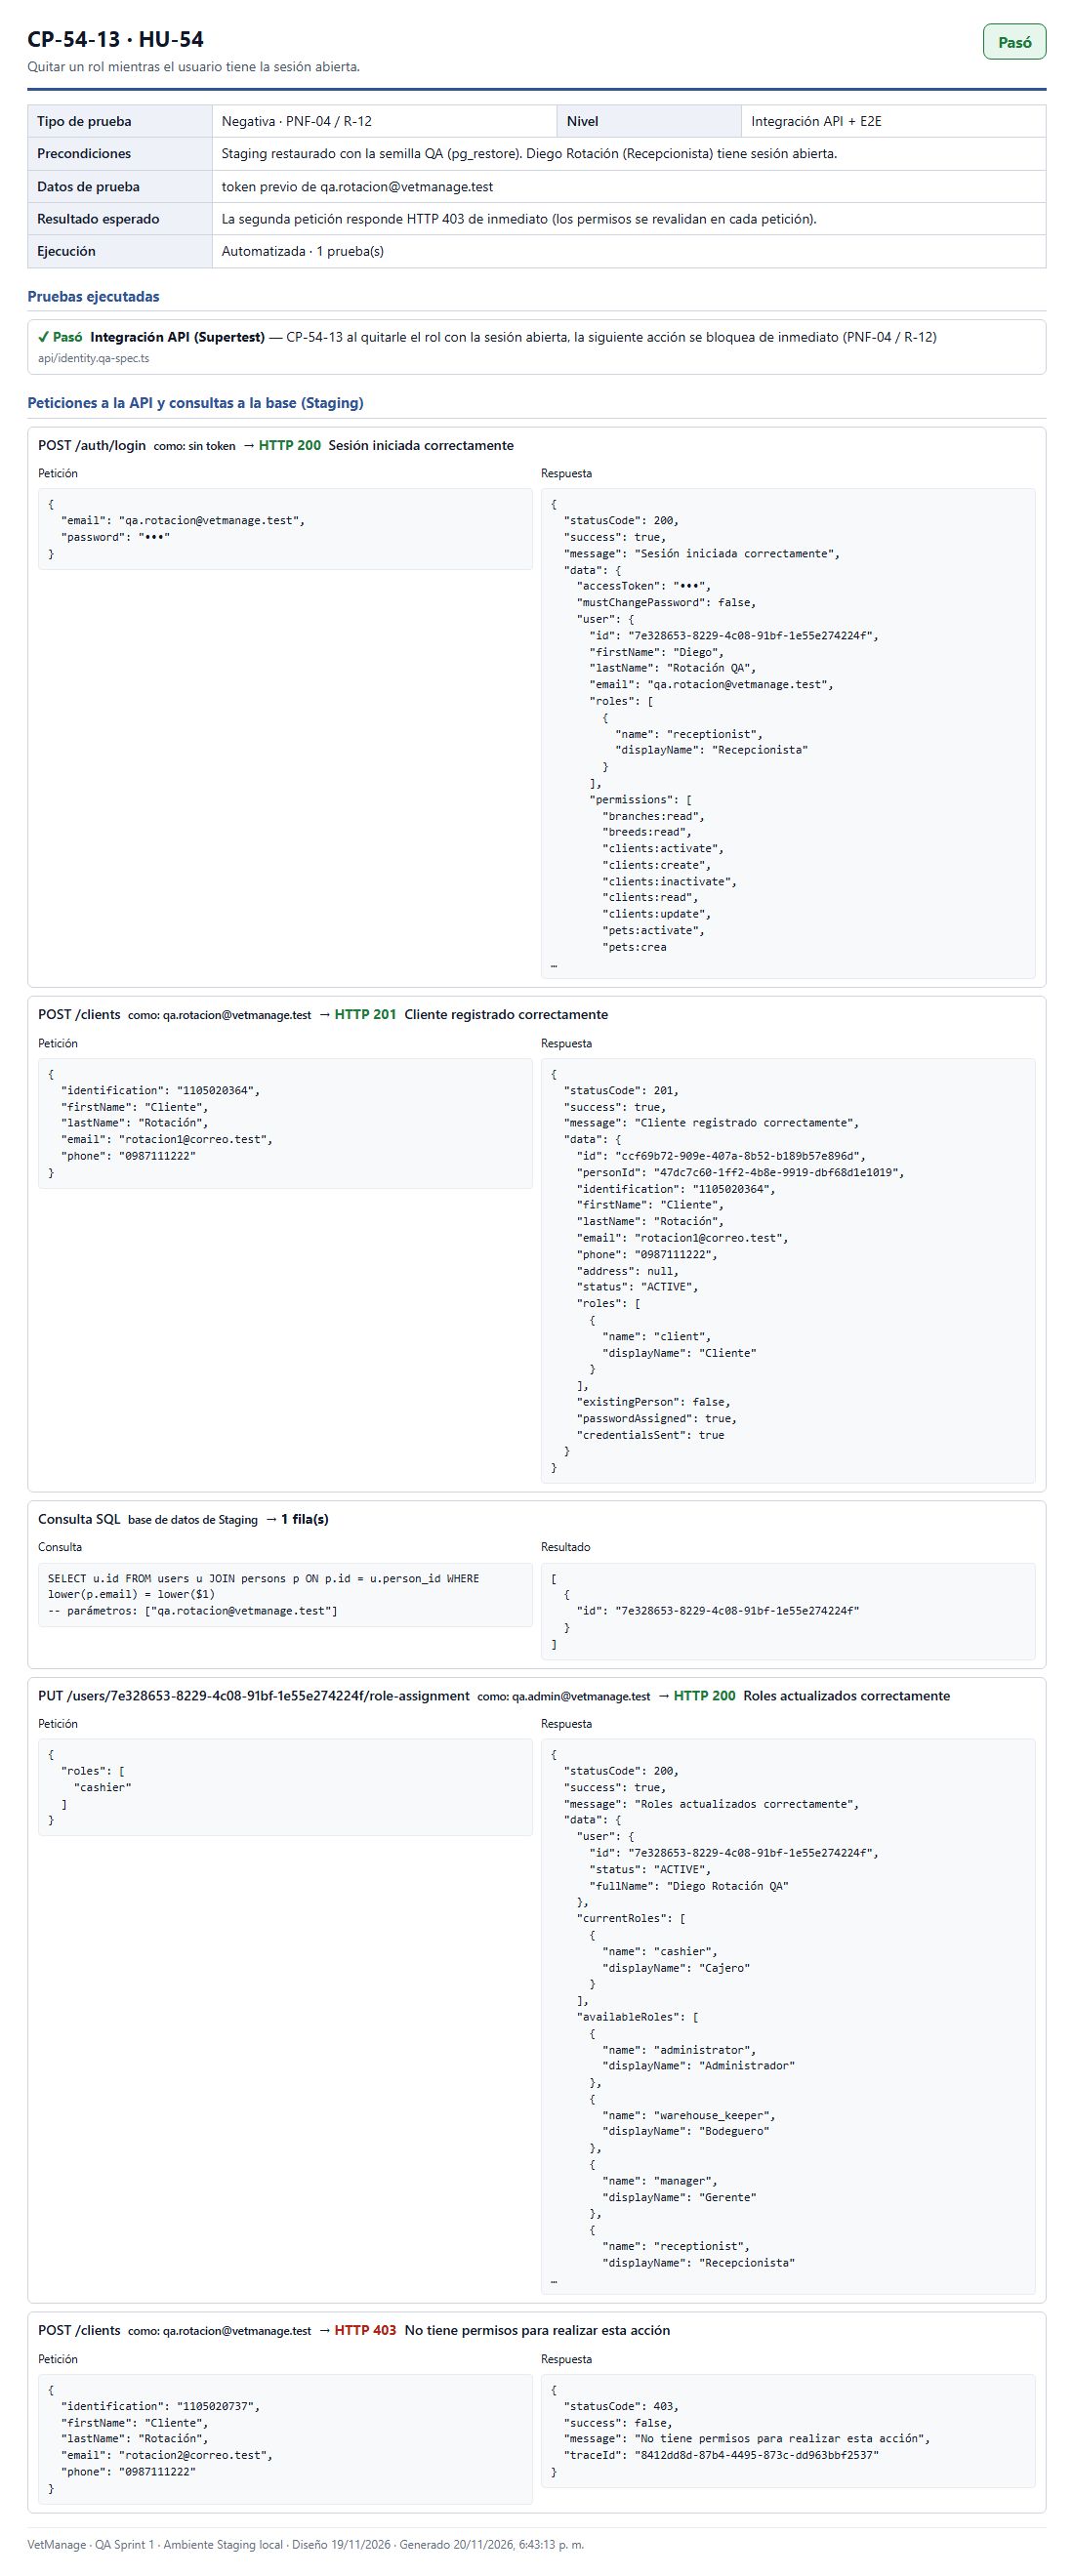 CP-54-13 · HU-54
Pasó
Quitar un rol mientras el usuario tiene la sesión abierta.
Tipo de prueba Negativa · PNF-04 / R-12 Nivel Integración API + E2E
Precondiciones Staging restaurado con la semilla QA (pg_restore). Diego Rotación (Recepcionista) tiene sesión abierta.
Datos de prueba token previo de qa.rotacion@vetmanage.test
Resultado esperado La segunda petición responde HTTP 403 de inmediato (los permisos se revalidan en cada petición).
Ejecución Automatizada · 1 prueba(s)
Pruebas ejecutadas
✓ Pasó Integración API (Supertest) — CP-54-13 al quitarle el rol con la sesión abierta, la siguiente acción se bloquea de inmediato (PNF-04 / R-12)
api/identity.qa-spec.ts
Peticiones a la API y consultas a la base (Staging)
POST /auth/login como: sin token → HTTP 200 Sesión iniciada correctamente
Petición
{
"email": "qa.rotacion@vetmanage.test",
"password": "•••"
}
Respuesta
{
"statusCode": 200,
"success": true,
"message": "Sesión iniciada correctamente",
"data": {
"accessToken": "•••",
"mustChangePassword": false,
"user": {
"id": "7e328653-8229-4c08-91bf-1e55e274224f",
"firstName": "Diego",
"lastName": "Rotación QA",
"email": "qa.rotacion@vetmanage.test",
"roles": [
{
"name": "receptionist",
"displayName": "Recepcionista"
}
],
"permissions": [
"branches:read",
"breeds:read",
"clients:activate",
"clients:create",
"clients:inactivate",
"clients:read",
"clients:update",
"pets:activate",
"pets:crea
…
POST /clients como: qa.rotacion@vetmanage.test → HTTP 201 Cliente registrado correctamente
Petición
{
"identification": "1105020364",
"firstName": "Cliente",
"lastName": "Rotación",
"email": "rotacion1@correo.test",
"phone": "0987111222"
}
Respuesta
{
"statusCode": 201,
"success": true,
"message": "Cliente registrado correctamente",
"data": {
"id": "ccf69b72-909e-407a-8b52-b189b57e896d",
"personId": "47dc7c60-1ff2-4b8e-9919-dbf68d1e1019",
"identification": "1105020364",
"firstName": "Cliente",
"lastName": "Rotación",
"email": "rotacion1@correo.test",
"phone": "0987111222",
"address": null,
"status": "ACTIVE",
"roles": [
{
"name": "client",
"displayName": "Cliente"
}
],
"existingPerson": false,
"passwordAssigned": true,
"credentialsSent": true
}
}
Consulta SQL base de datos de Staging → 1 fila(s)
Consulta
SELECT u.id FROM users u JOIN persons p ON p.id = u.person_id WHERE
lower(p.email) = lower($1)
-- parámetros: ["qa.rotacion@vetmanage.test"]
Resultado
[
{
"id": "7e328653-8229-4c08-91bf-1e55e274224f"
}
]
PUT /users/7e328653-8229-4c08-91bf-1e55e274224f/role-assignment como: qa.admin@vetmanage.test → HTTP 200 Roles actualizados correctamente
Petición
{
"roles": [
"cashier"
]
}
Respuesta
{
"statusCode": 200,
"success": true,
"message": "Roles actualizados correctamente",
"data": {
"user": {
"id": "7e328653-8229-4c08-91bf-1e55e274224f",
"status": "ACTIVE",
"fullName": "Diego Rotación QA"
},
"currentRoles": [
{
"name": "cashier",
"displayName": "Cajero"
}
],
"availableRoles": [
{
"name": "administrator",
"displayName": "Administrador"
},
{
"name": "warehouse_keeper",
"displayName": "Bodeguero"
},
{
"name": "manager",
"displayName": "Gerente"
},
{
"name": "receptionist",
"displayName": "Recepcionista"
…
POST /clients como: qa.rotacion@vetmanage.test → HTTP 403 No tiene permisos para realizar esta acción
Petición
{
"identification": "1105020737",
"firstName": "Cliente",
"lastName": "Rotación",
"email": "rotacion2@correo.test",
"phone": "0987111222"
}
Respuesta
{
"statusCode": 403,
"success": false,
"message": "No tiene permisos para realizar esta acción",
"traceId": "8412dd8d-87b4-4495-873c-dd963bbf2537"
}
VetManage · QA Sprint 1 · Ambiente Staging local · Diseño 19/11/2026 · Generado 20/11/2026, 6:43:13 p. m.